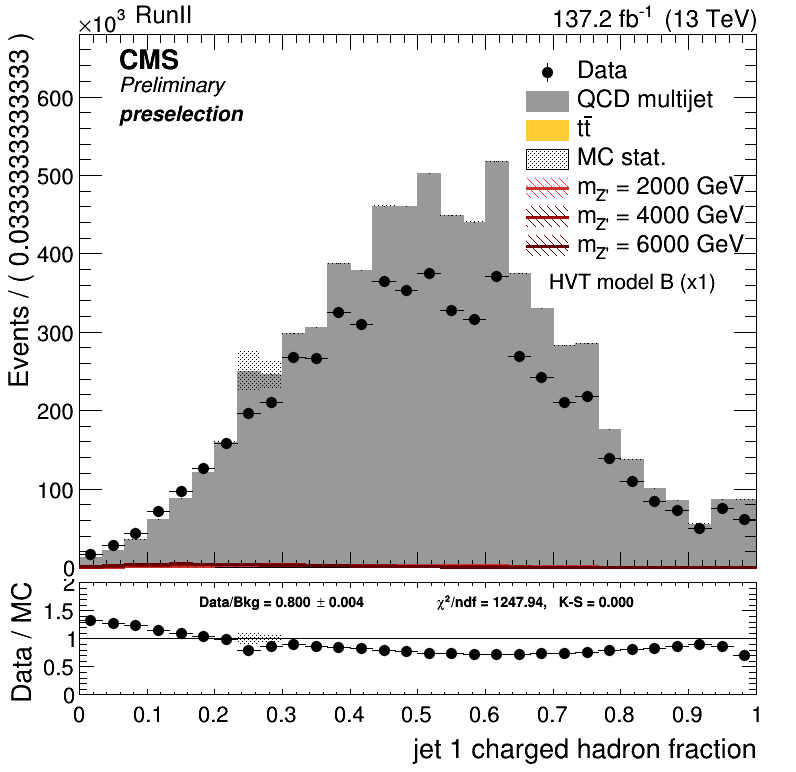 ×10³ RunII
137.2 fb⁻¹ (13 TeV)
CMS
Preliminary
preselection
Data
QCD multijet
tt̄
MC stat.
m_Z' = 2000 GeV
m_Z' = 4000 GeV
m_Z' = 6000 GeV
HVT model B (x1)
Events / ( 0.0333333333333333 )
600
500
400
300
200
100
0
Data/Bkg = 0.800 ± 0.004
χ²/ndf = 1247.94, K-S = 0.000
Data / MC
2
1.5
1
0.5
0
0 0.1 0.2 0.3 0.4 0.5 0.6 0.7 0.8 0.9 1
jet 1 charged hadron fraction